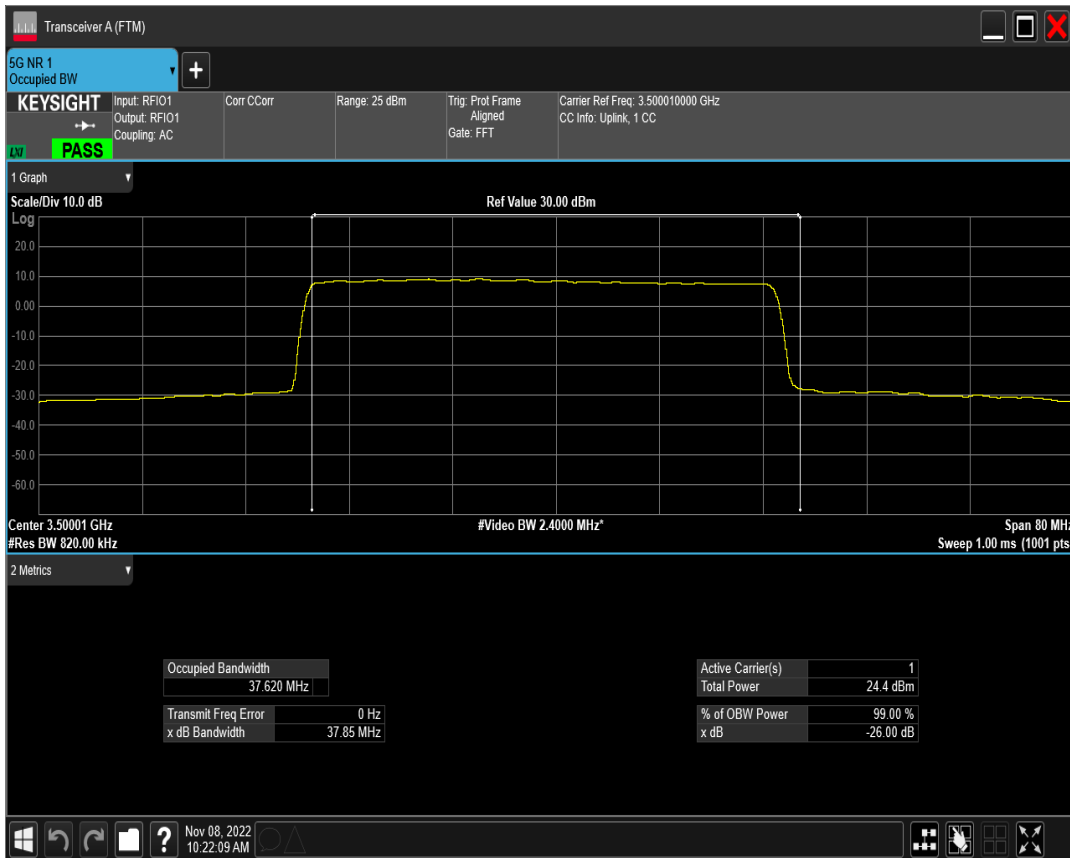 Transceiver A (FTM)
5G NR 1
Occupied BW
+
KEYSIGHT
LXI
PASS
Input: RFIO1
Output: RFIO1
Coupling: AC
Corr CCorr
Range: 25 dBm
Trig: Prot Frame
Aligned
Gate: FFT
Carrier Ref Freq: 3.500010000 GHz
CC Info: Uplink, 1 CC
1 Graph
Scale/Div 10.0 dB
Ref Value 30.00 dBm
Log
20.0
10.0
0.00
-10.0
-20.0
-30.0
-40.0
-50.0
-60.0
Center 3.50001 GHz
#Video BW 2.4000 MHz*
Span 80 MHz
#Res BW 820.00 kHz
Sweep 1.00 ms (1001 pts
2 Metrics
Occupied Bandwidth
37.620 MHz
Transmit Freq Error 0 Hz
x dB Bandwidth 37.85 MHz
Active Carrier(s) 1
Total Power 24.4 dBm
% of OBW Power 99.00 %
x dB -26.00 dB
?
Nov 08, 2022
10:22:09 AM